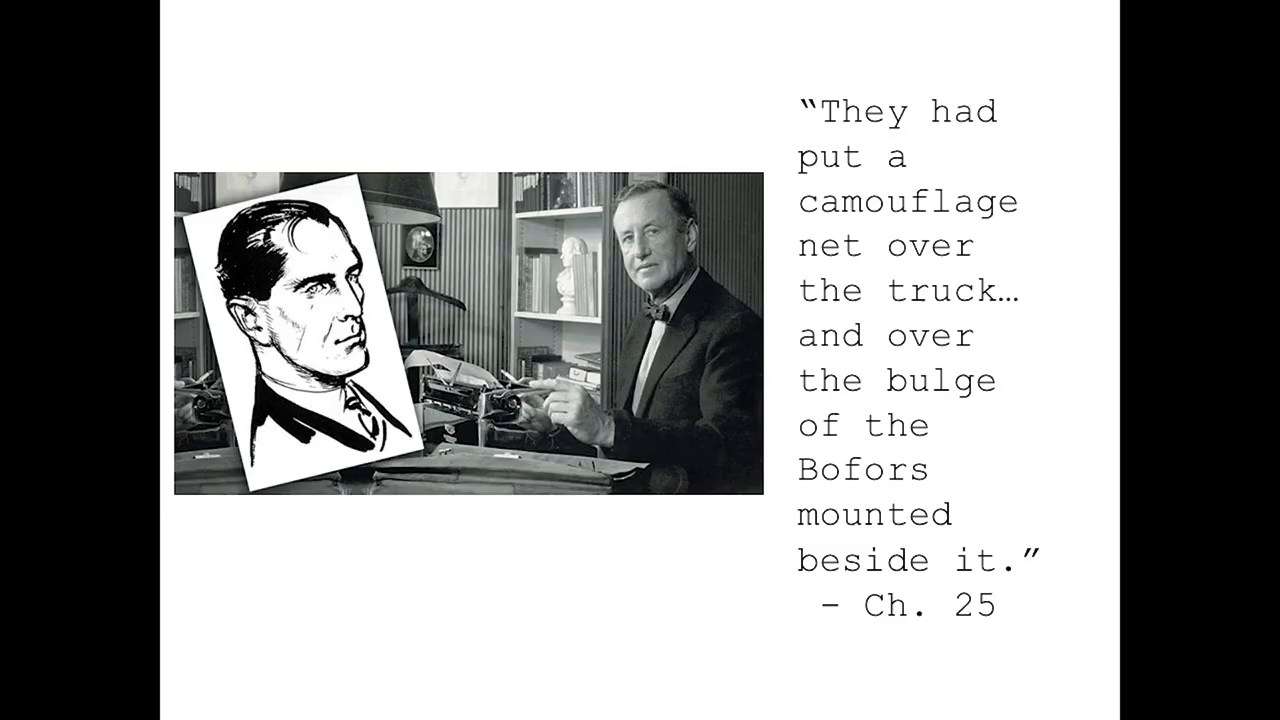 “They had
put a
camouflage
net over
the truck…
and over
the bulge
of the
Bofors
mounted
beside it.”
– Ch. 25